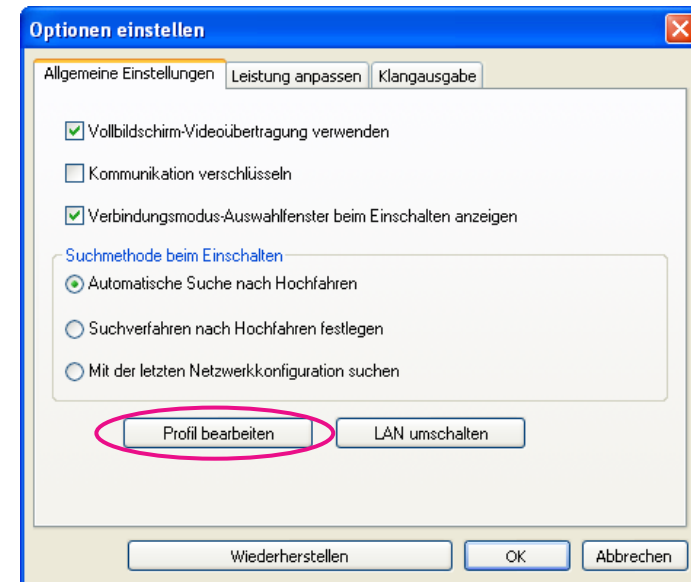 Optionen einstellen
Allgemeine Einstellungen Leistung anpassen Klangausgabe
Vollbildschirm-Videoübertragung verwenden
Kommunikation verschlüsseln
Verbindungsmodus-Auswahlfenster beim Einschalten anzeigen
Suchmethode beim Einschalten
Automatische Suche nach Hochfahren
Suchverfahren nach Hochfahren festlegen
Mit der letzten Netzwerkkonfiguration suchen
Profil bearbeiten LAN umschalten
Wiederherstellen OK Abbrechen